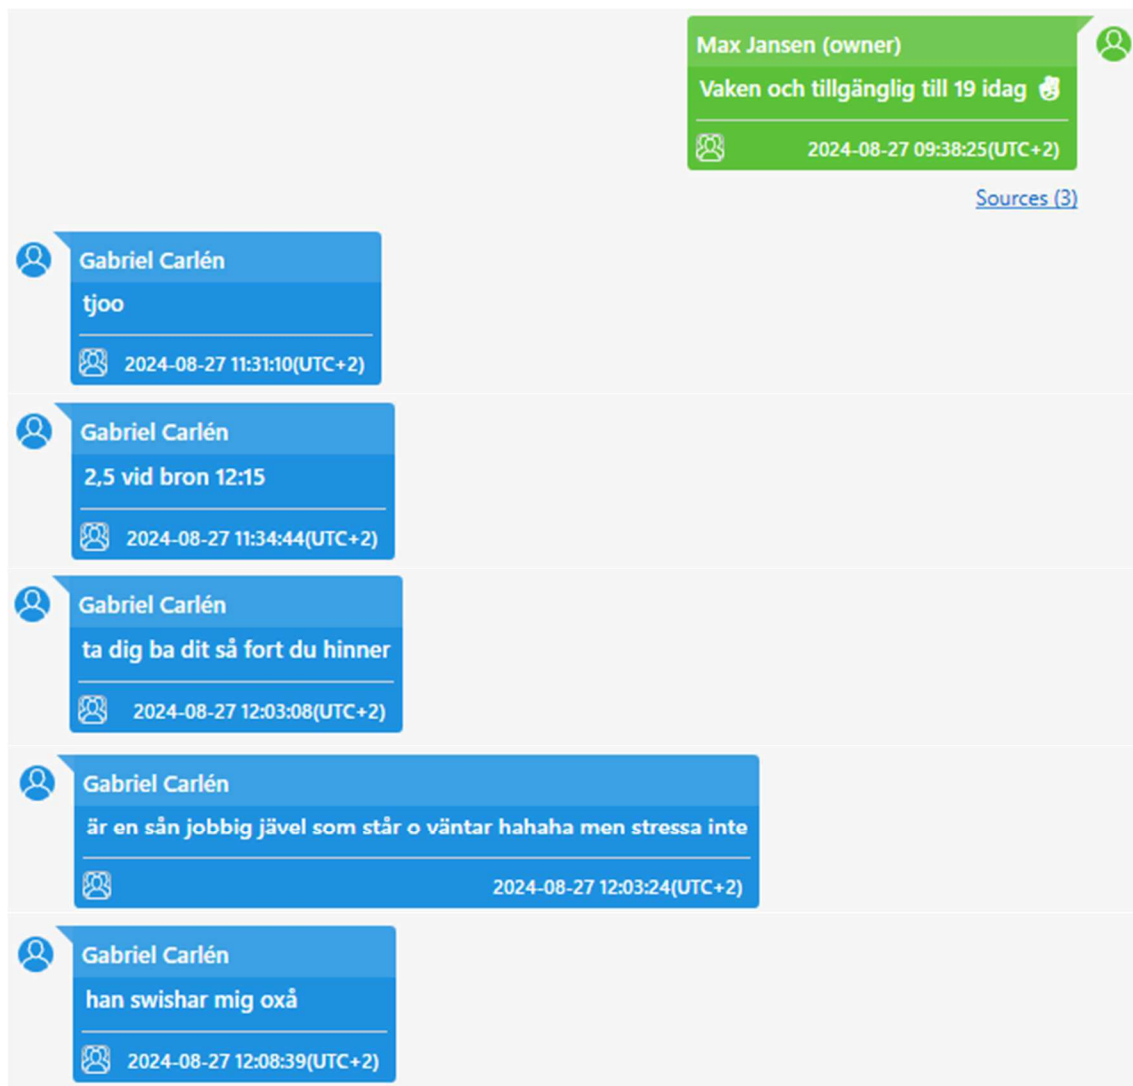 Max Jansen (owner)
Vaken och tillgänglig till 19 idag ✌
2024-08-27 09:38:25(UTC+2)
Sources (3)
Gabriel Carlén
tjoo
2024-08-27 11:31:10(UTC+2)
Gabriel Carlén
2,5 vid bron 12:15
2024-08-27 11:34:44(UTC+2)
Gabriel Carlén
ta dig ba dit så fort du hinner
2024-08-27 12:03:08(UTC+2)
Gabriel Carlén
är en sån jobbig jävel som står o väntar hahaha men stressa inte
2024-08-27 12:03:24(UTC+2)
Gabriel Carlén
han swishar mig oxå
2024-08-27 12:08:39(UTC+2)